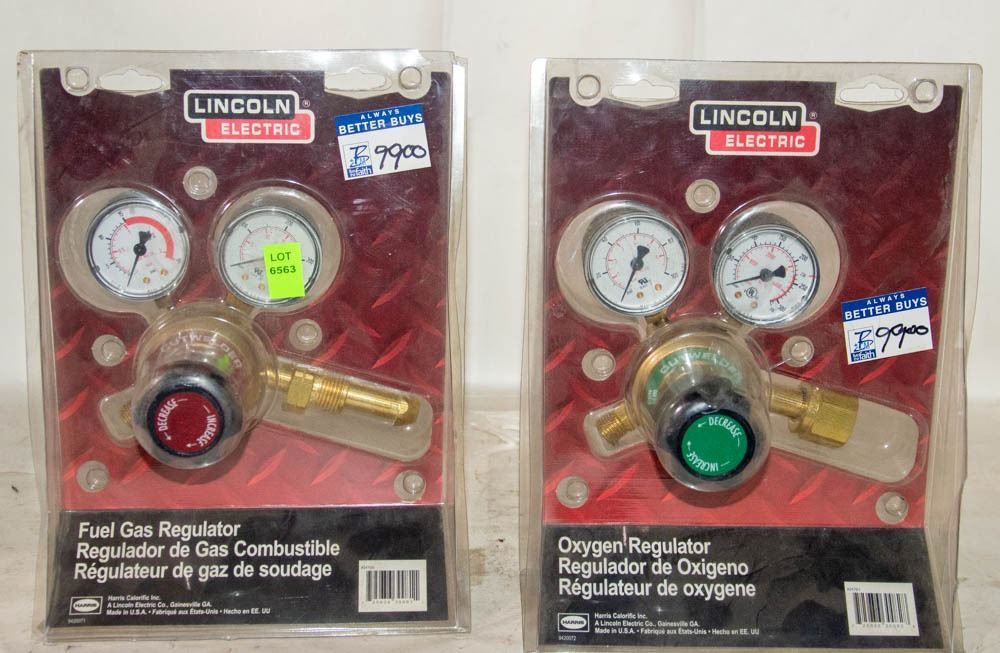 LINCOLN ®
ELECTRIC
ALWAYS
BETTER BUYS
9900
LOT
6563
DECREASE
INCREASE
Fuel Gas Regulator
Regulador de Gas Combustible
Régulateur de gaz de soudage
HARRIS
Harris Calorific Inc.
A Lincoln Electric Co., Gainesville GA.
Made in U.S.A. • Fabriqué aux États-Unis • Hecho en EE. UU
LINCOLN ®
ELECTRIC
ALWAYS
BETTER BUYS
9900
DECREASE
INCREASE
Oxygen Regulator
Regulador de Oxigeno
Régulateur de oxygene
HARRIS
Harris Calorific Inc.
A Lincoln Electric Co., Gainesville GA.
Made in U.S.A. • Fabriqué aux États-Unis • Hecho en EE. UU.
9420072